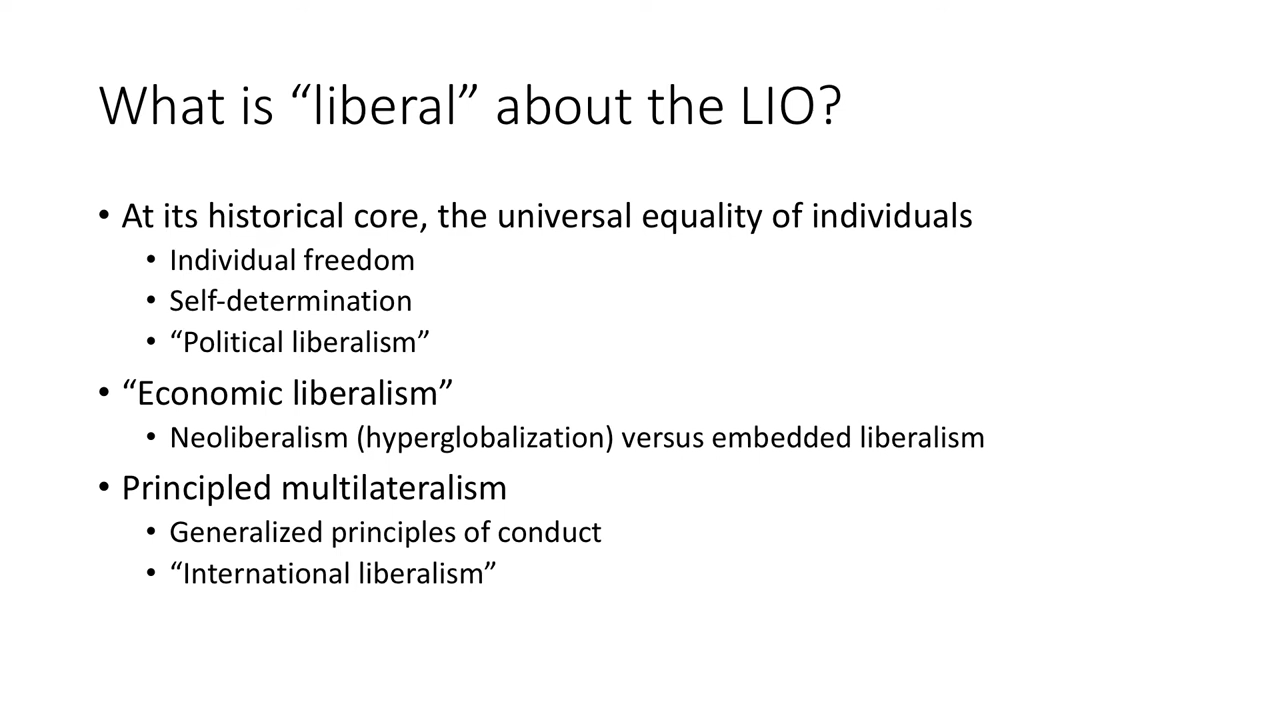 What is “liberal” about the LIO?
• At its historical core, the universal equality of individuals
• Individual freedom
• Self-determination
• “Political liberalism”
• “Economic liberalism”
• Neoliberalism (hyperglobalization) versus embedded liberalism
• Principled multilateralism
• Generalized principles of conduct
• “International liberalism”